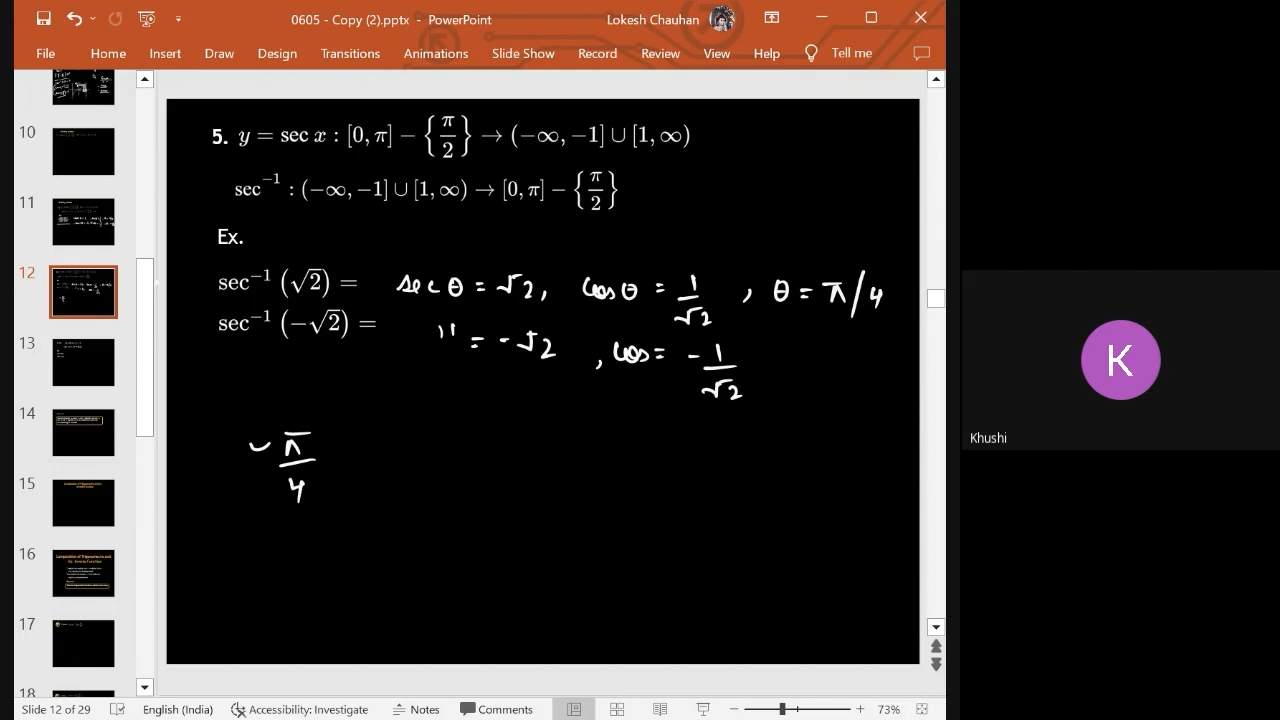 0605 - Copy (2).pptx - PowerPoint
Lokesh Chauhan
File Home Insert Draw Design Transitions Animations Slide Show Record Review View Help Tell me
10
11
12
13
14
15
16
17
18
5. y = sec x : [0, π] − {π/2} → (−∞, −1] ∪ [1, ∞)
sec⁻¹ : (−∞, −1] ∪ [1, ∞) → [0, π] − {π/2}
Ex.
sec⁻¹ (√2) = sec θ = √2, cos θ = 1/√2 , θ = π/4
sec⁻¹ (−√2) = " = -√2 , cos = -1/√2
π/4
K
Khushi
Slide 12 of 29 English (India) Accessibility: Investigate Notes Comments 73%